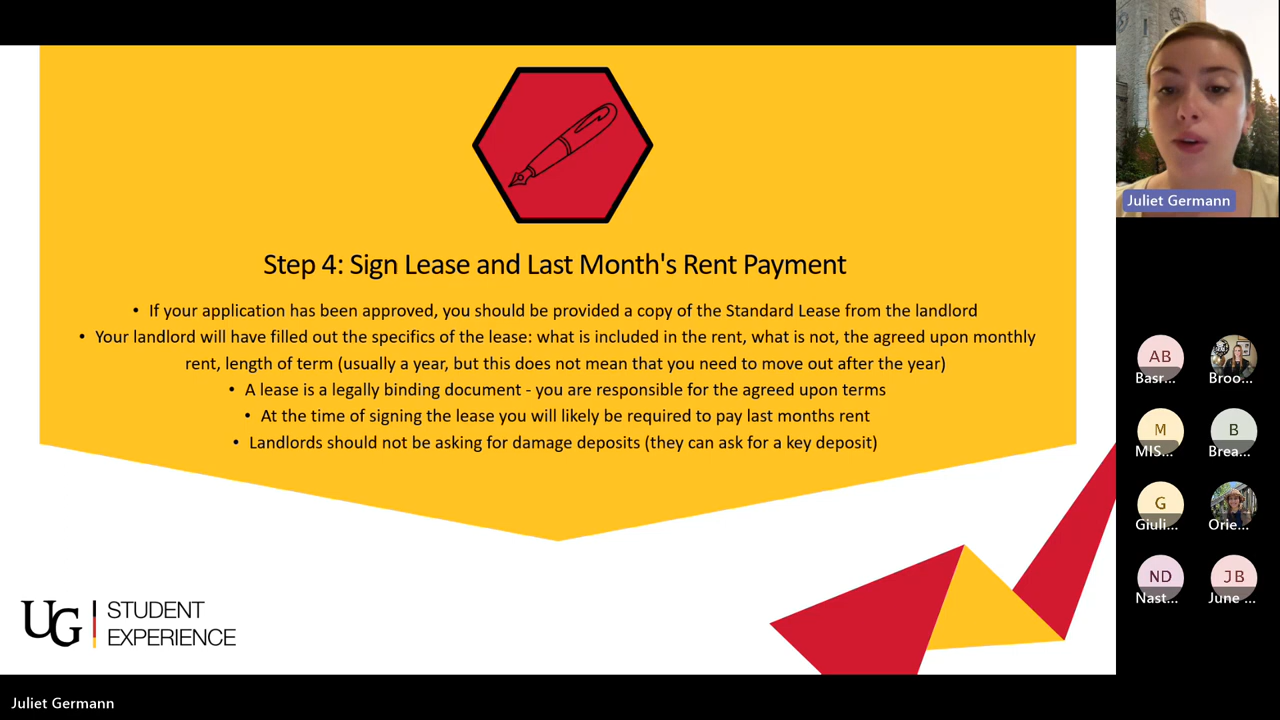 Step 4: Sign Lease and Last Month's Rent Payment
• If your application has been approved, you should be provided a copy of the Standard Lease from the landlord
• Your landlord will have filled out the specifics of the lease: what is included in the rent, what is not, the agreed upon monthly
rent, length of term (usually a year, but this does not mean that you need to move out after the year)
• A lease is a legally binding document - you are responsible for the agreed upon terms
• At the time of signing the lease you will likely be required to pay last months rent
• Landlords should not be asking for damage deposits (they can ask for a key deposit)
UG
STUDENT
EXPERIENCE
Juliet Germann
AB
Basr...
Broo...
M
MIS...
B
Brea...
G
Giuli...
Orie...
ND
Nast...
JB
June ...
Juliet Germann